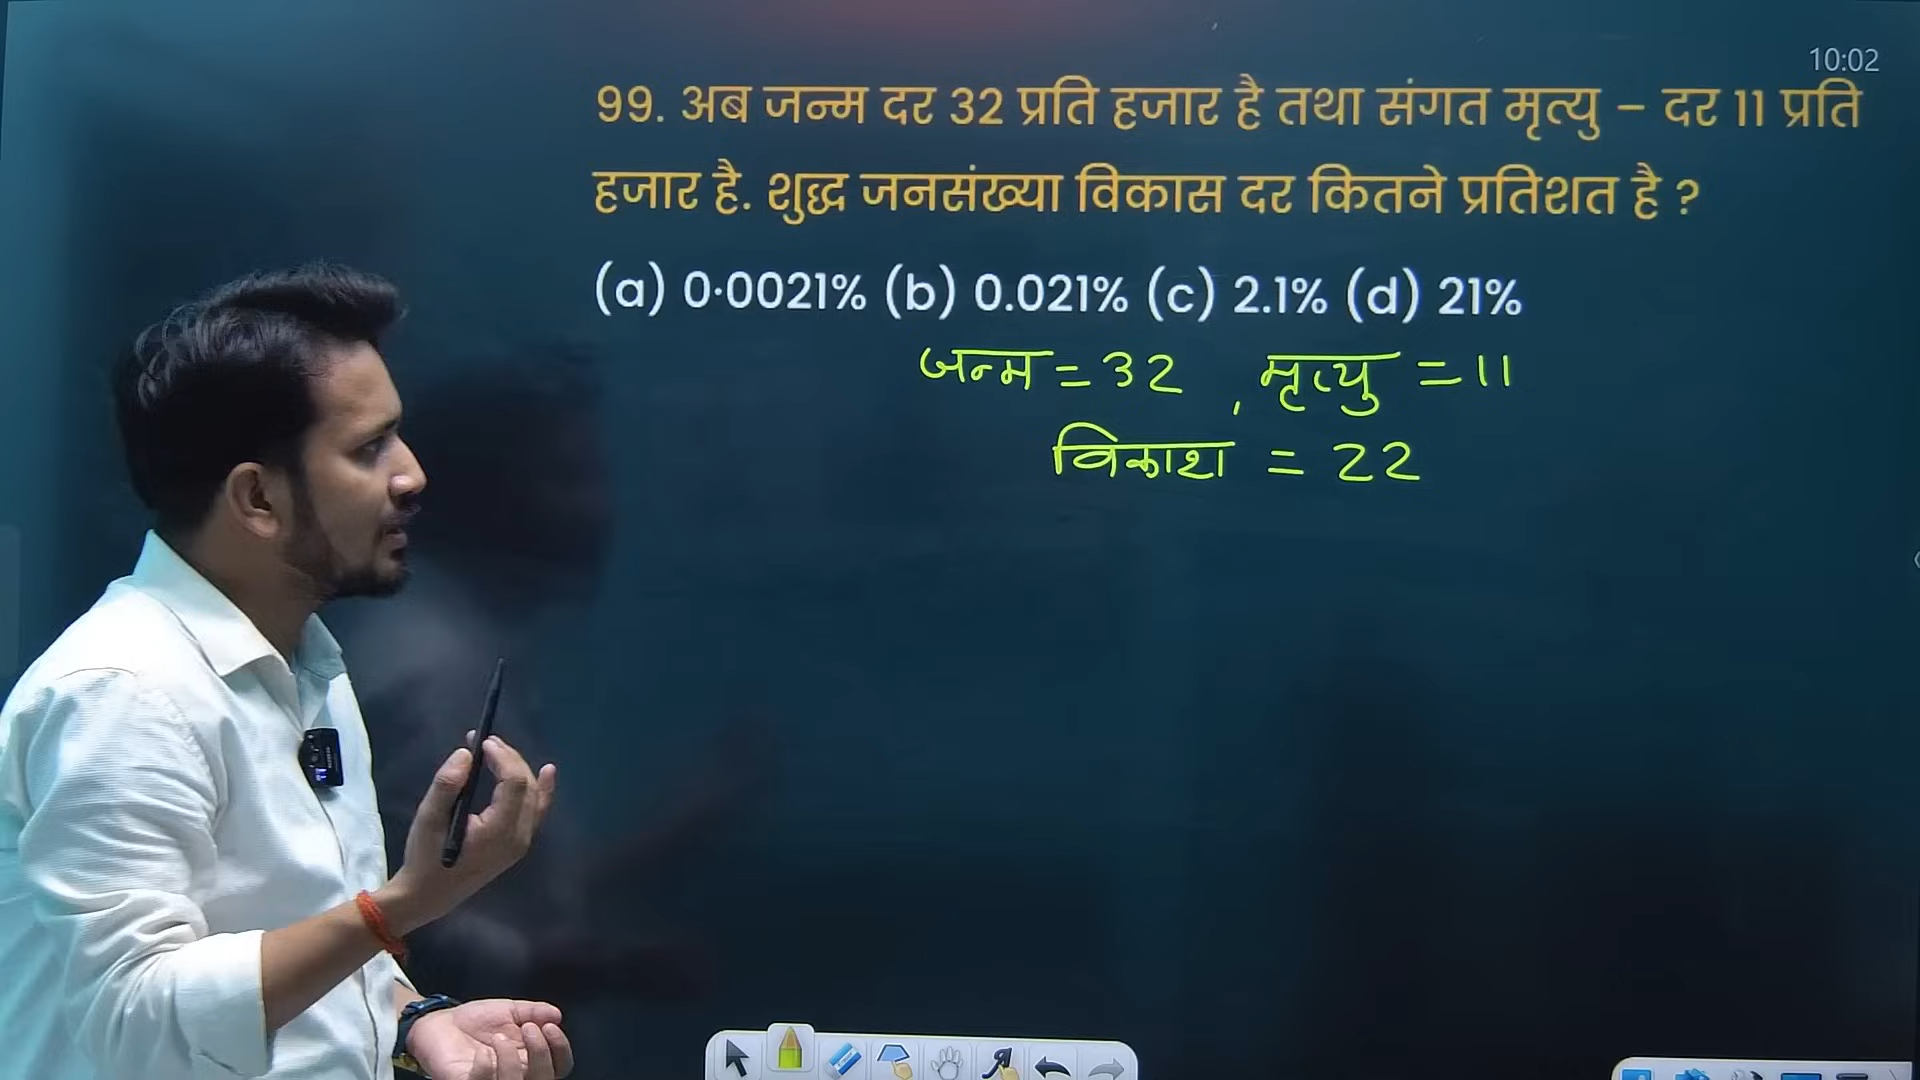 10:02
99. अब जन्म दर 32 प्रति हजार है तथा संगत मृत्यु – दर 11 प्रति
हजार है. शुद्ध जनसंख्या विकास दर कितने प्रतिशत है ?
(a) 0·0021% (b) 0.021% (c) 2.1% (d) 21%
जन्म = 32 , मृत्यु = 11
विकाश = 22